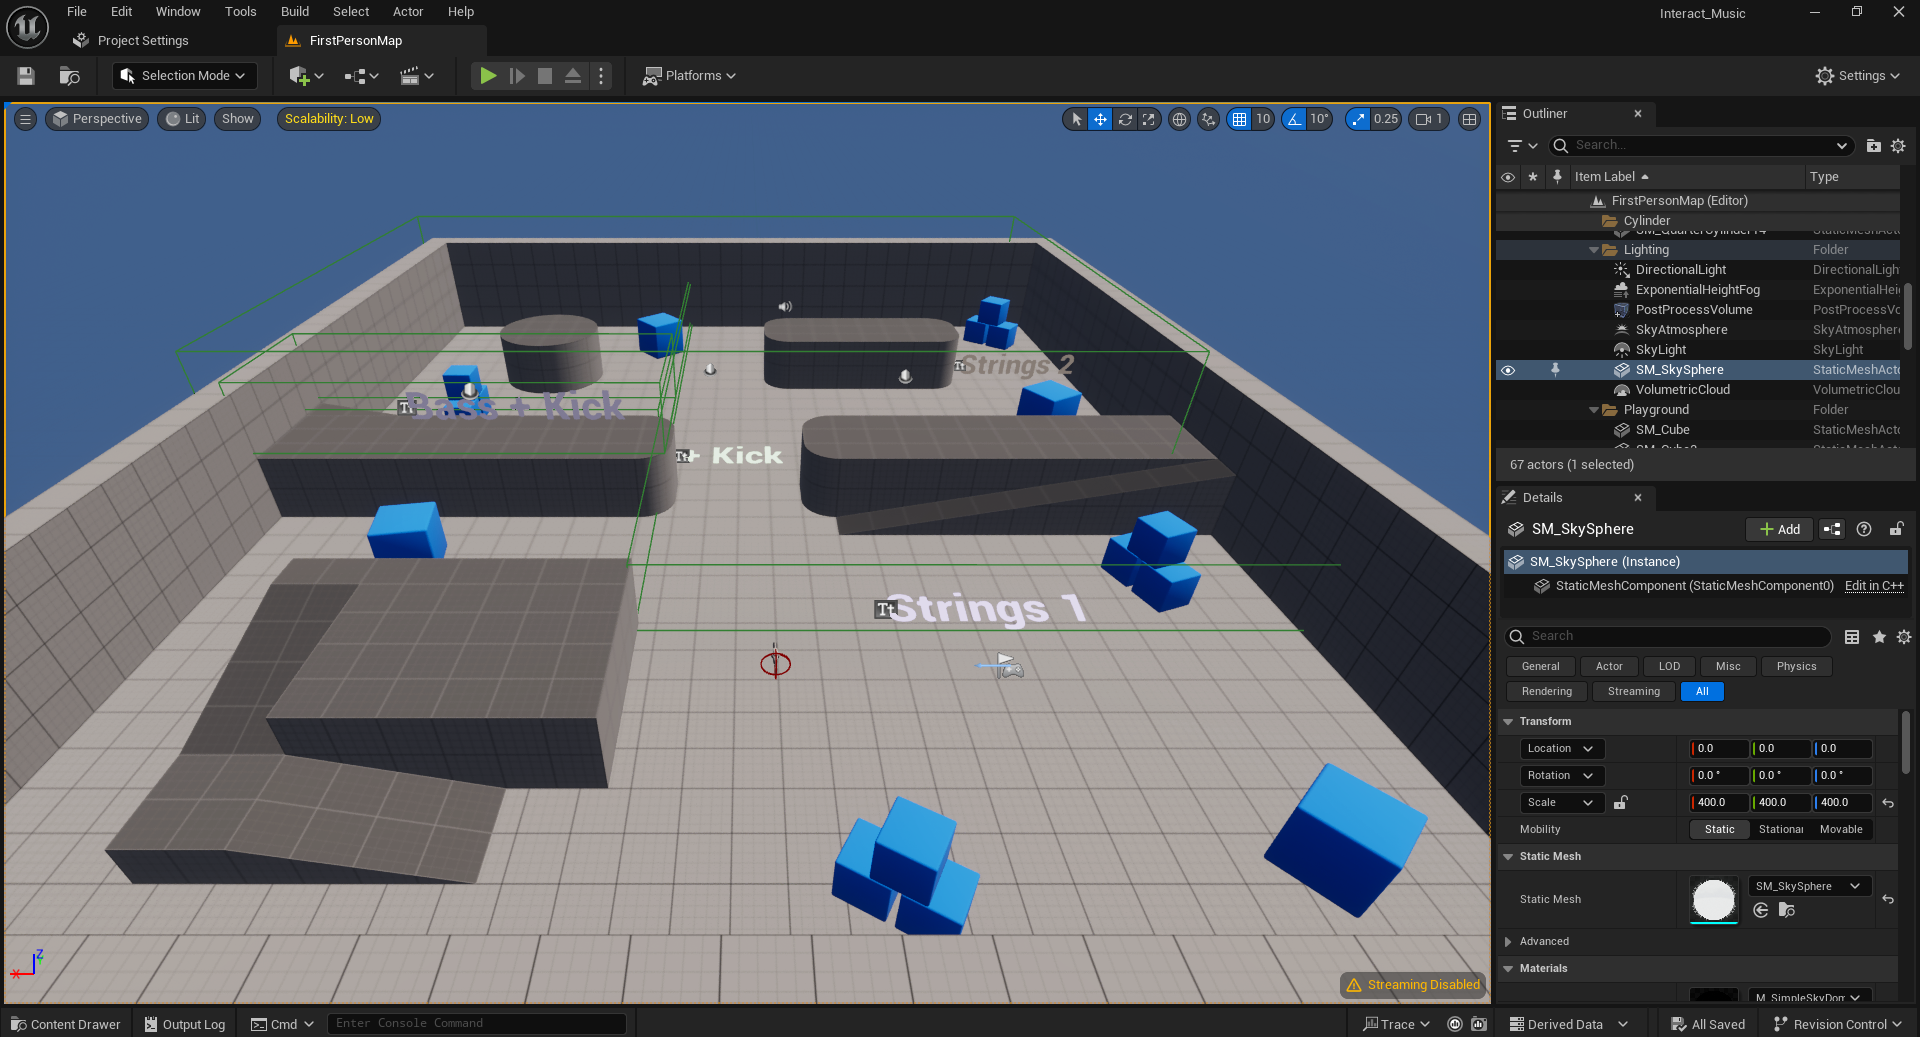 File Edit Window Tools Build Select Actor Help
Interact_Music
Project Settings
FirstPersonMap
Selection Mode
Platforms
Settings
Perspective Lit Show Scalability: Low
10 10° 0.25 1
Strings 2
Bass + Kick
+ Kick
Strings 1
Streaming Disabled
Z
X
Outliner
Search...
Item Label Type
FirstPersonMap (Editor)
Cylinder
Lighting Folder
DirectionalLight DirectionalLight
ExponentialHeightFog ExponentialHei
PostProcessVolume PostProcessVo
SkyAtmosphere SkyAtmosphere
SkyLight SkyLight
SM_SkySphere StaticMeshActo
VolumetricCloud VolumetricClou
Playground Folder
SM_Cube StaticMeshActo
67 actors (1 selected)
Details
SM_SkySphere
Add
SM_SkySphere (Instance)
StaticMeshComponent (StaticMeshComponent0) Edit in C++
Search
General Actor LOD Misc Physics
Rendering Streaming All
Transform
Location 0.0 0.0 0.0
Rotation 0.0 ° 0.0 ° 0.0 °
Scale 400.0 400.0 400.0
Mobility Static Stationar Movable
Static Mesh
Static Mesh SM_SkySphere
Advanced
Materials
M_SimpleSkyDom
Content Drawer Output Log Cmd Enter Console Command
Trace Derived Data All Saved Revision Control